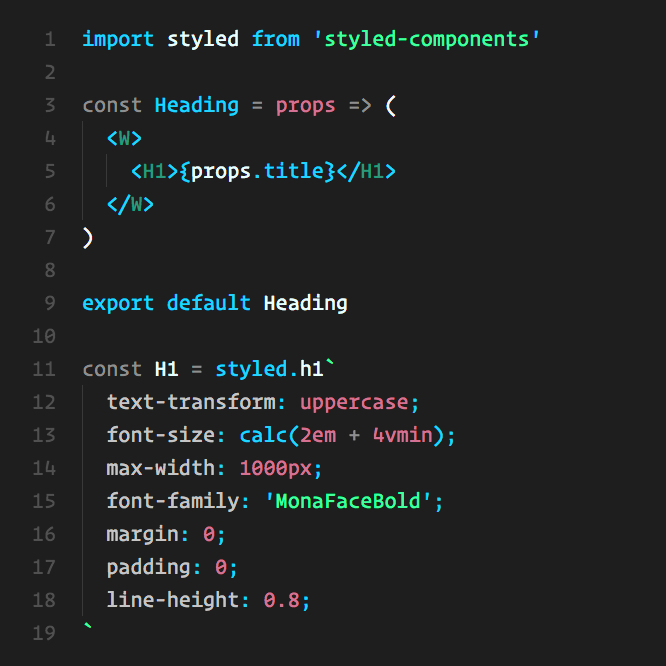 1 import styled from 'styled-components'
2
3 const Heading = props => (
4   <W>
5     <H1>{props.title}</H1>
6   </W>
7 )
8
9 export default Heading
10
11 const H1 = styled.h1`
12   text-transform: uppercase;
13   font-size: calc(2em + 4vmin);
14   max-width: 1000px;
15   font-family: 'MonaFaceBold';
16   margin: 0;
17   padding: 0;
18   line-height: 0.8;
19 `